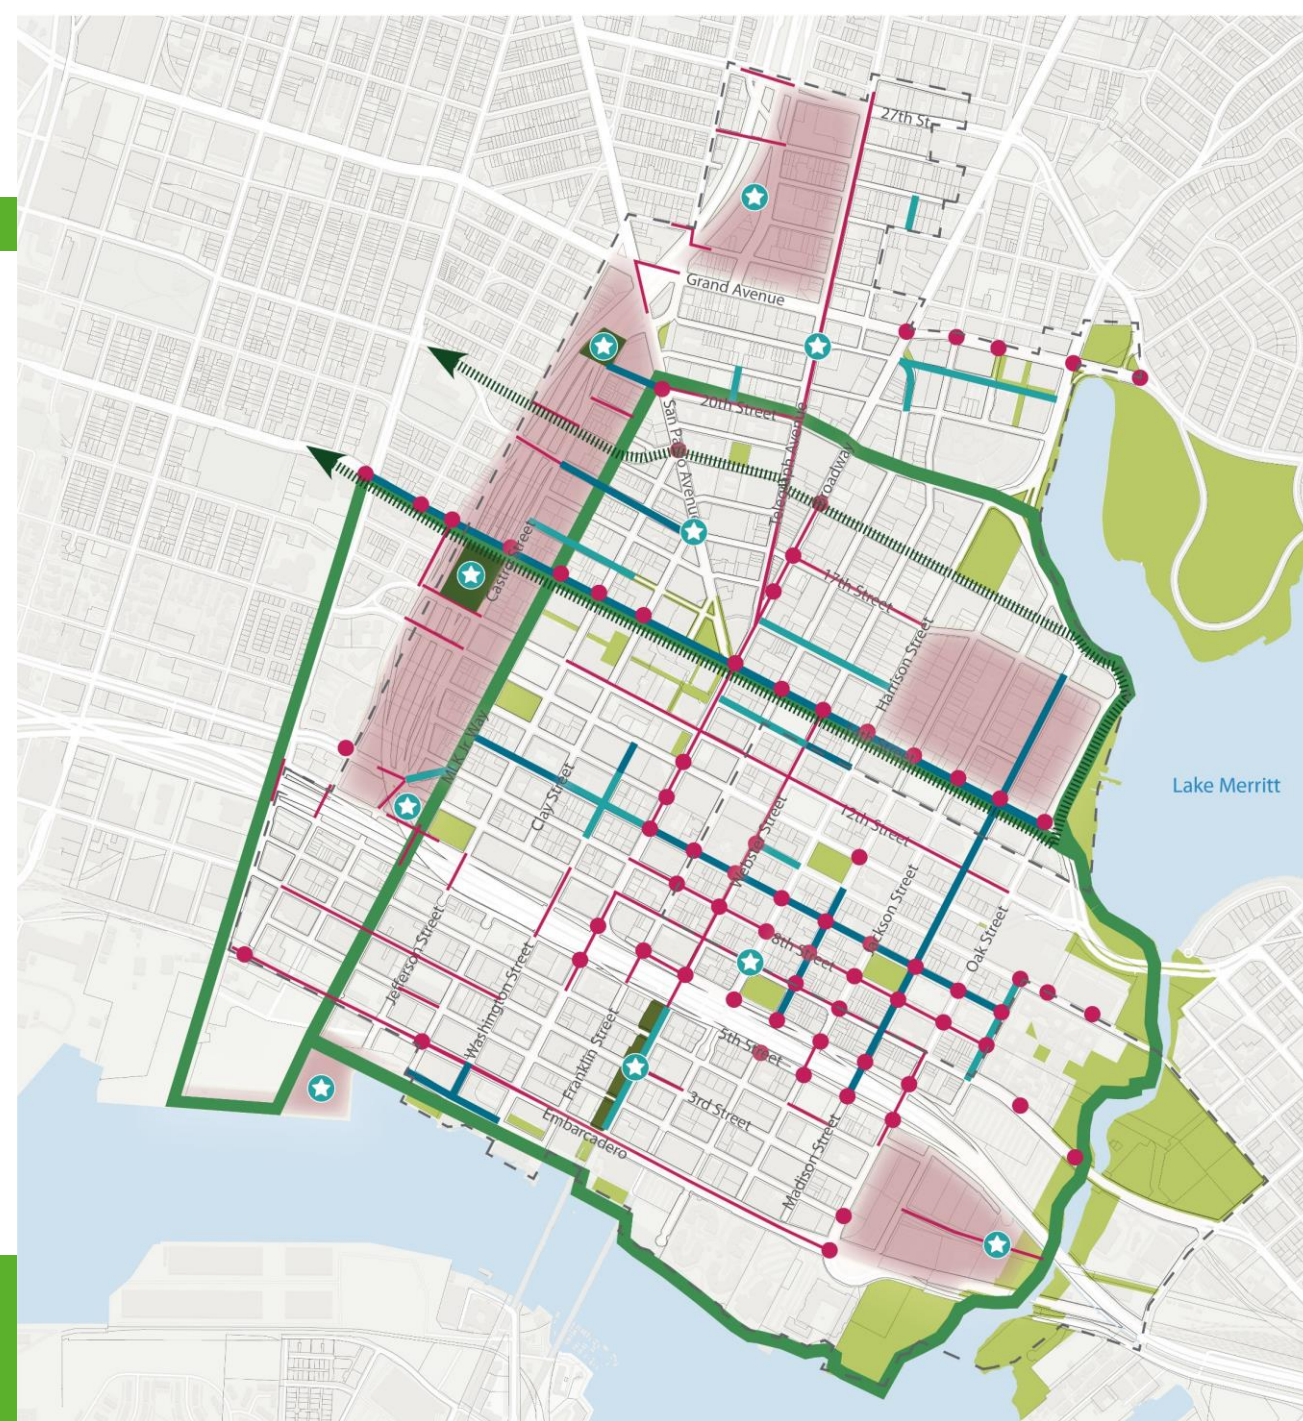 27th St.
Grand Avenue
20th Street
San Pablo Avenue
Telegraph Avenue
Broadway
17th Street
Castro Street
Harrison Street
MLK Jr Way
Lake Merritt
Clay Street
12th Street
Webster Street
Jackson Street
Oak Street
8th Street
Jefferson Street
Washington Street
Franklin Street
5th Street
3rd Street
Embarcadero
Madison Street